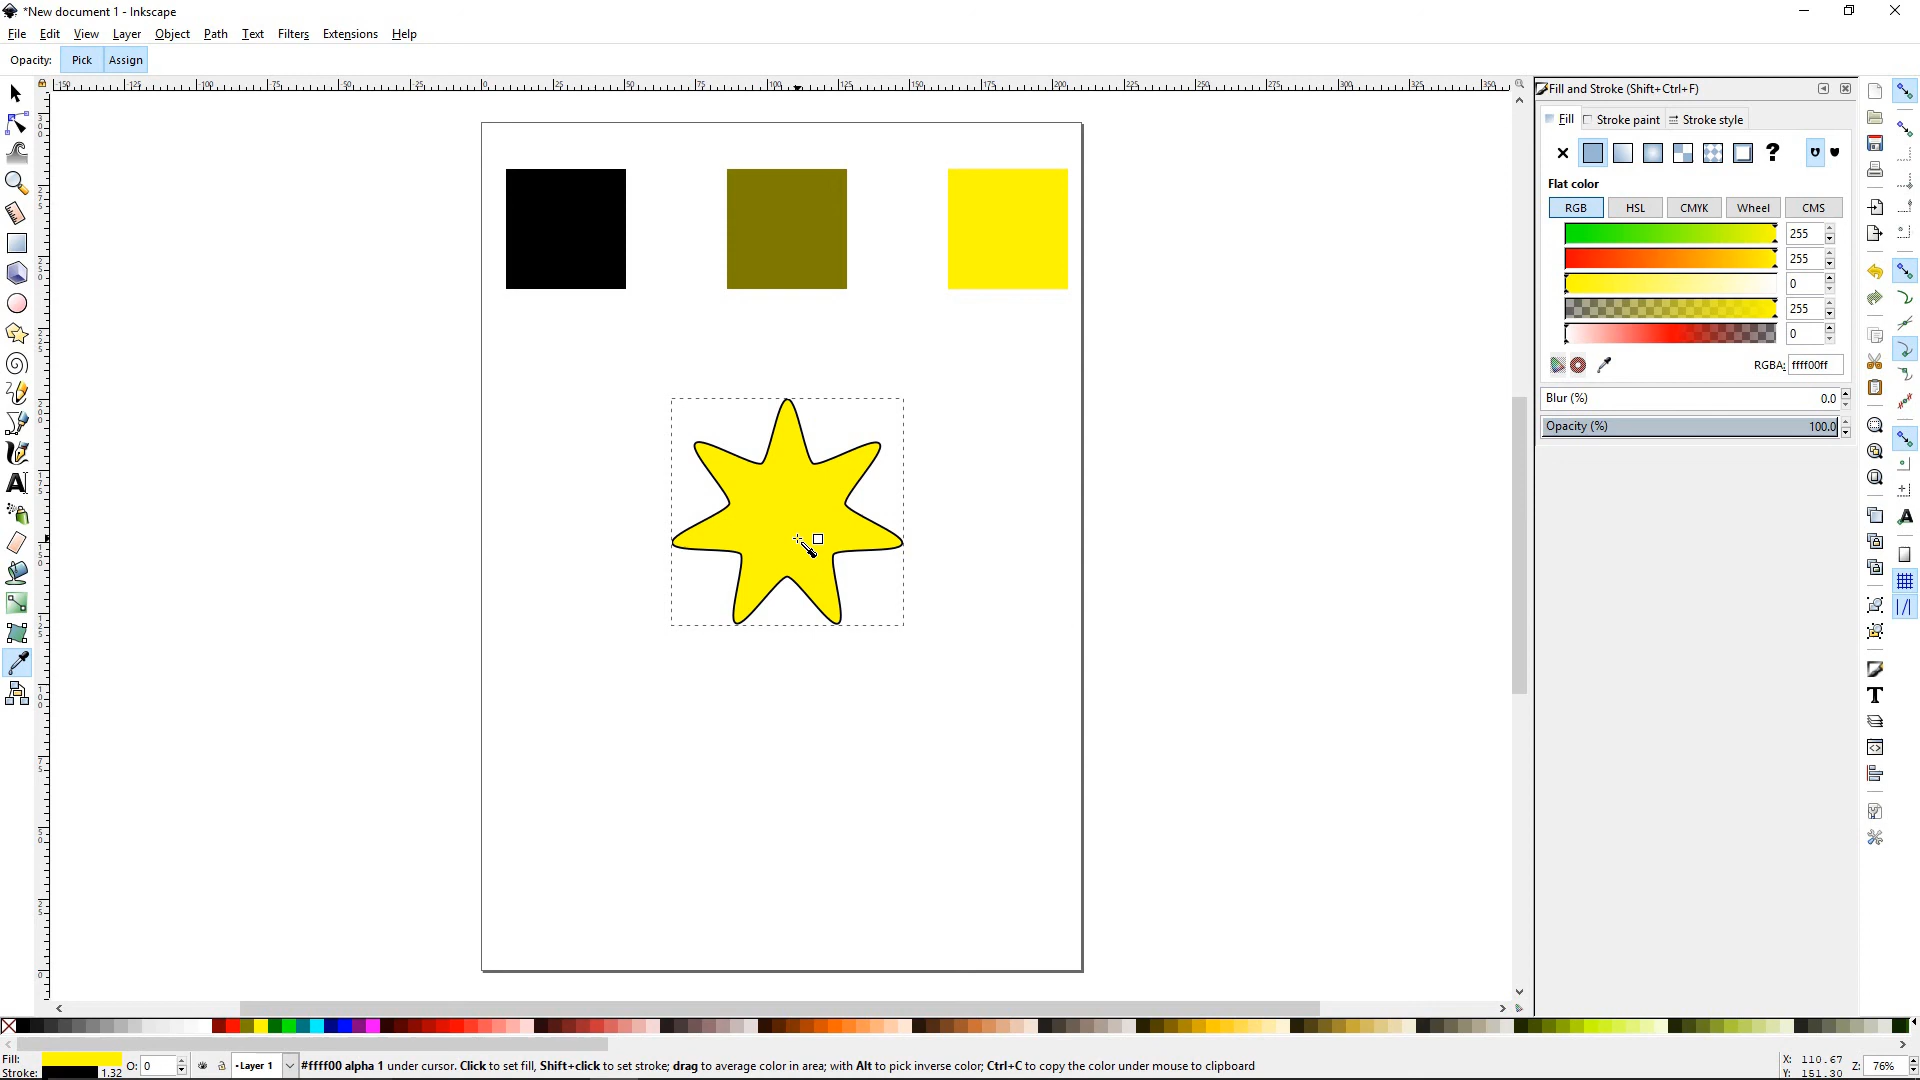 *New document 1 - Inkscape
File Edit View Layer Object Path Text Filters Extensions Help
Opacity: Pick Assign
Fill and Stroke (Shift+Ctrl+F)
Fill Stroke paint Stroke style
Flat color
RGB HSL CMYK Wheel CMS
255
255
0
255
0
RGBA: ffff00ff
Blur (%) 0.0
Opacity (%) 100.0
Fill: O: 0 Layer 1 #ffff00 alpha 1 under cursor. Click to set fill, Shift+click to set stroke; drag to average color in area; with Alt to pick inverse color; Ctrl+C to copy the color under mouse to clipboard X: 110.67 Z: 76%
Stroke: 1.32 Y: 151.30